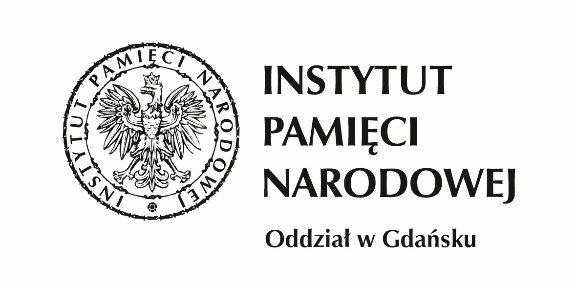 INSTYTUT PAMIĘCI NARODOWEJ
INSTYTUT
PAMIĘCI
NARODOWEJ
Oddział w Gdańsku